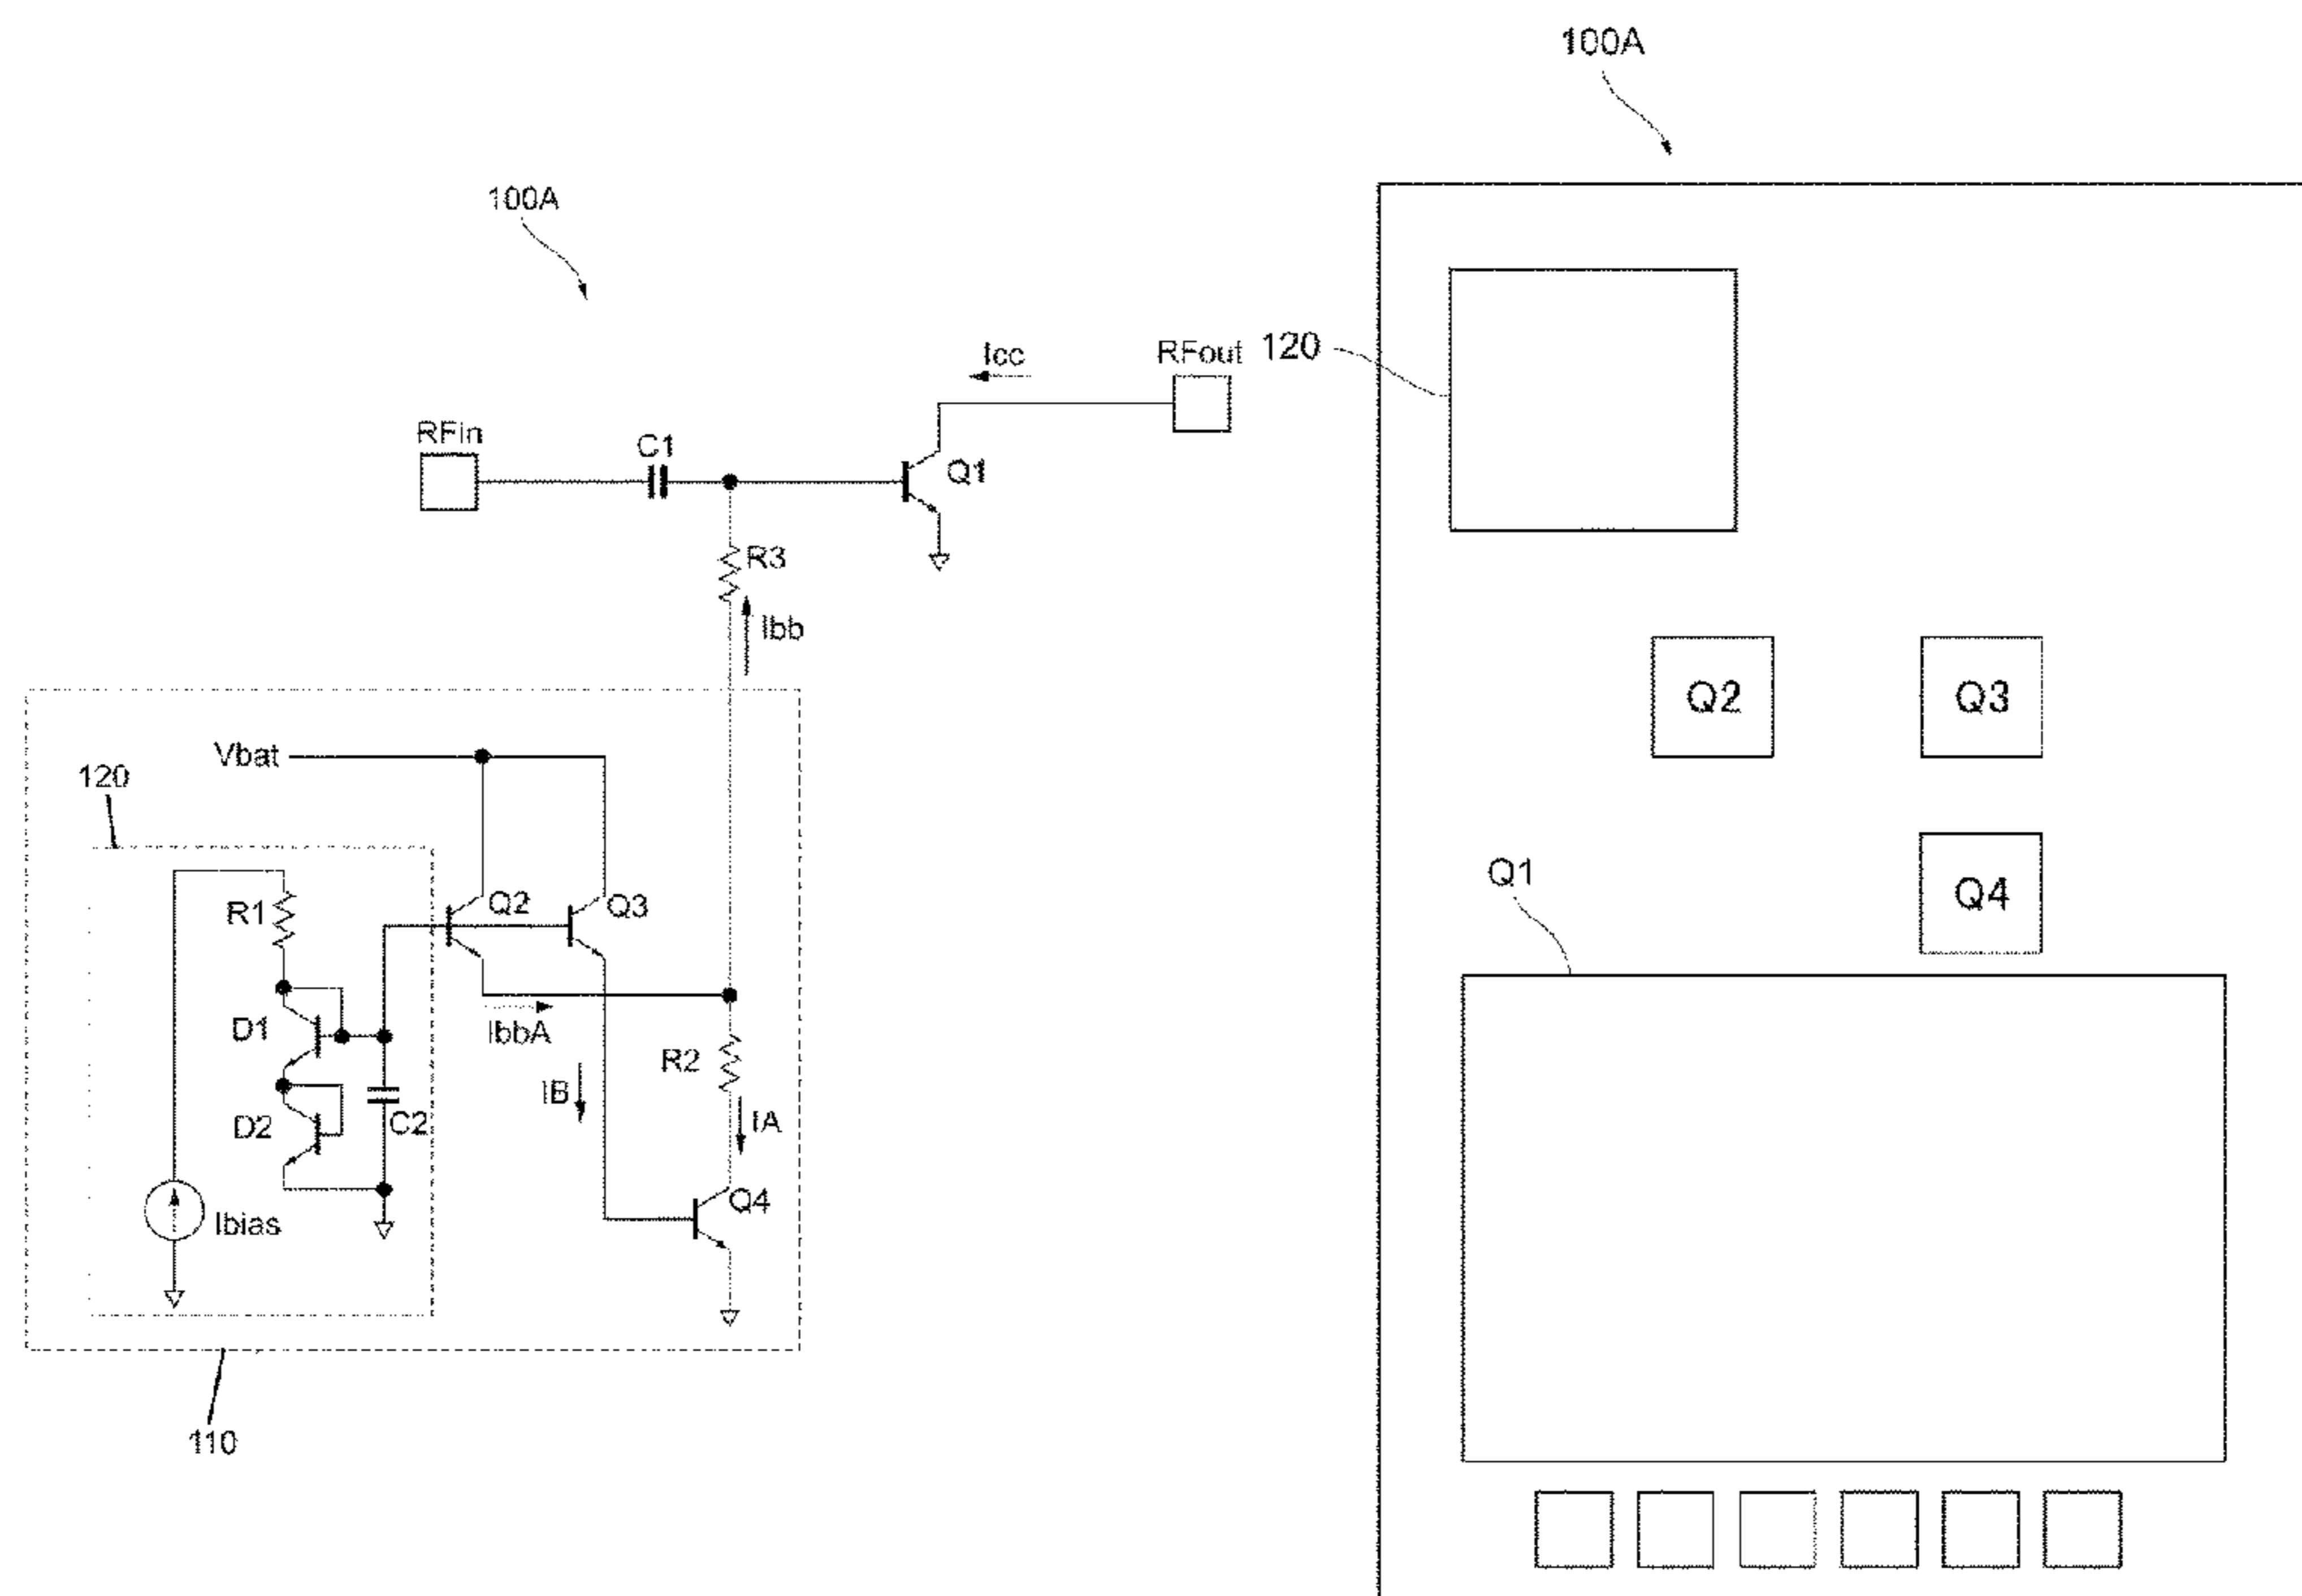 100A
100A
Icc
RFout
120
RFin
C1
Q1
R3
Ibb
Q2
Q3
Vbat
120
Q1
Q4
R1
Q2
Q3
D1
IbbA
R2
IB
IA
D2
C2
Q4
Ibias
110